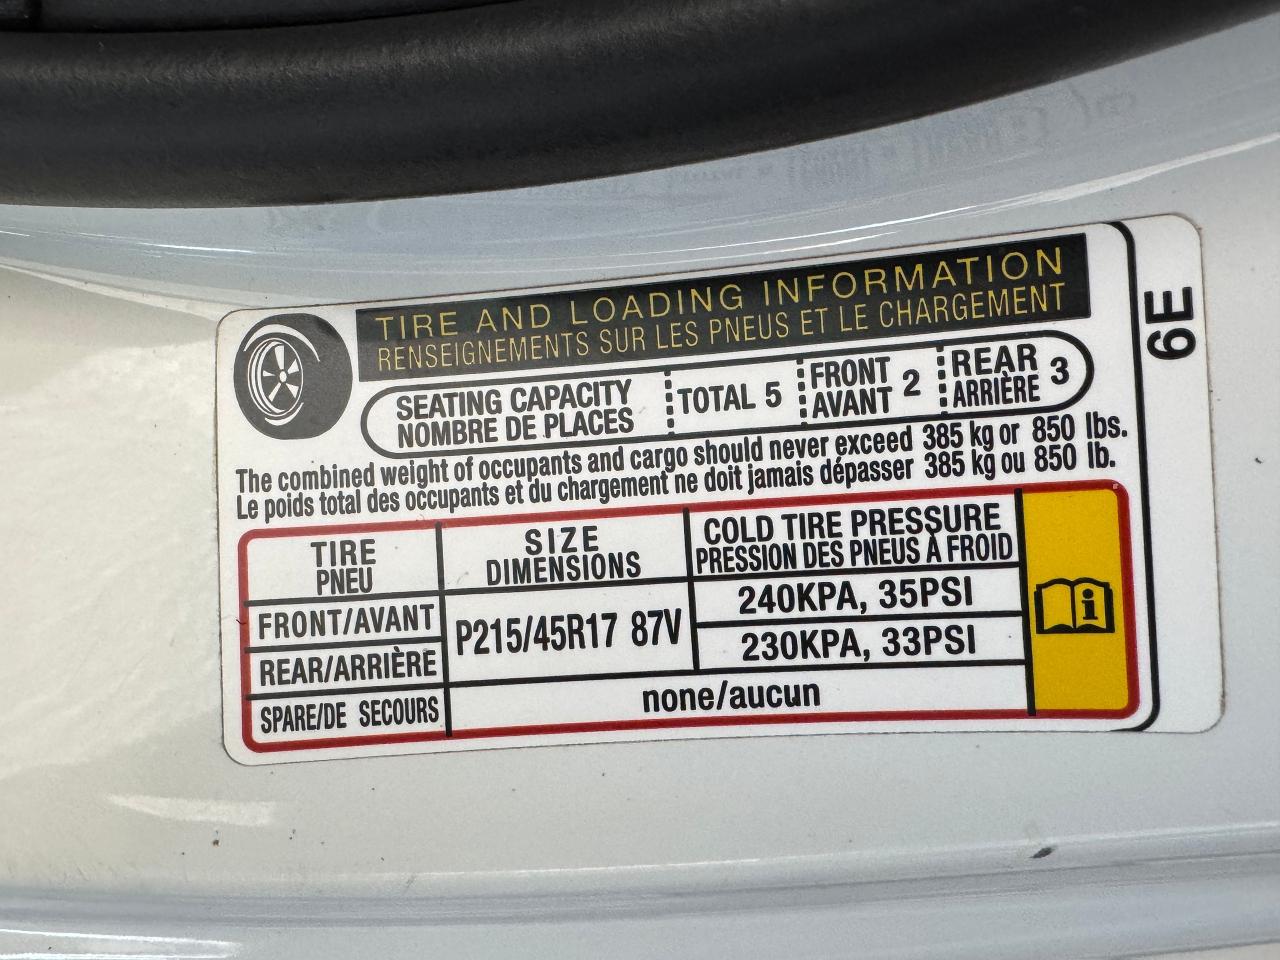 TIRE AND LOADING INFORMATION
RENSEIGNEMENTS SUR LES PNEUS ET LE CHARGEMENT
SEATING CAPACITY
NOMBRE DE PLACES
TOTAL 5
FRONT
AVANT
2
REAR
ARRIÈRE
3
The combined weight of occupants and cargo should never exceed 385 kg or 850 lbs.
Le poids total des occupants et du chargement ne doit jamais dépasser 385 kg ou 850 lb.
TIRE
PNEU
SIZE
DIMENSIONS
COLD TIRE PRESSURE
PRESSION DES PNEUS À FROID
FRONT/AVANT
P215/45R17 87V
240KPA, 35PSI
REAR/ARRIÈRE
230KPA, 33PSI
SPARE/DE SECOURS
none/aucun
i
6E